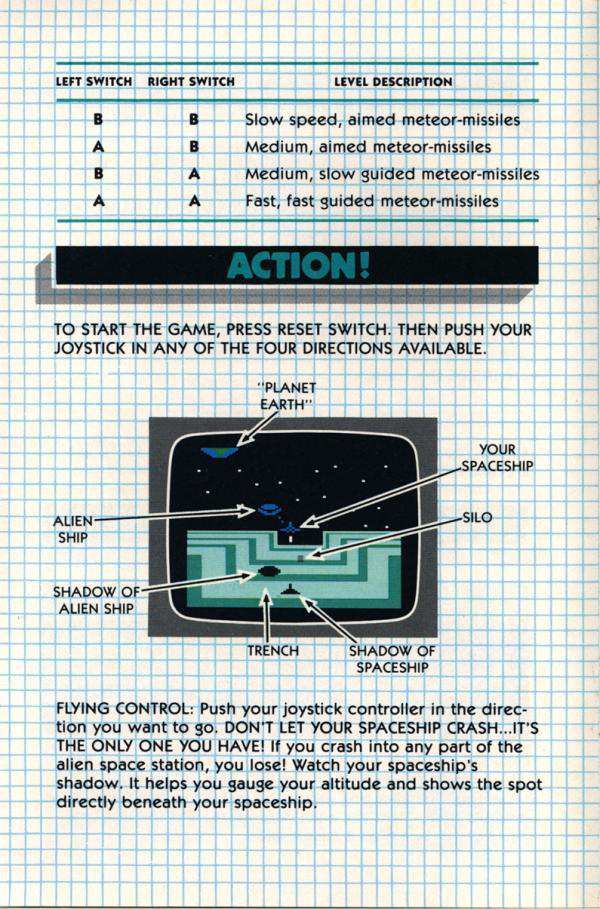 LEFT SWITCH RIGHT SWITCH LEVEL DESCRIPTION
B B Slow speed, aimed meteor-missiles
A B Medium, aimed meteor-missiles
B A Medium, slow guided meteor-missiles
A A Fast, fast guided meteor-missiles
ACTION!
TO START THE GAME, PRESS RESET SWITCH. THEN PUSH YOUR
JOYSTICK IN ANY OF THE FOUR DIRECTIONS AVAILABLE.
"PLANET
EARTH"
YOUR
SPACESHIP
SILO
ALIEN
SHIP
SHADOW OF
ALIEN SHIP
TRENCH
SHADOW OF
SPACESHIP
FLYING CONTROL: Push your joystick controller in the direc-
tion you want to go. DON'T LET YOUR SPACESHIP CRASH...IT'S
THE ONLY ONE YOU HAVE! If you crash into any part of the
alien space station, you lose! Watch your spaceship's
shadow. It helps you gauge your altitude and shows the spot
directly beneath your spaceship.